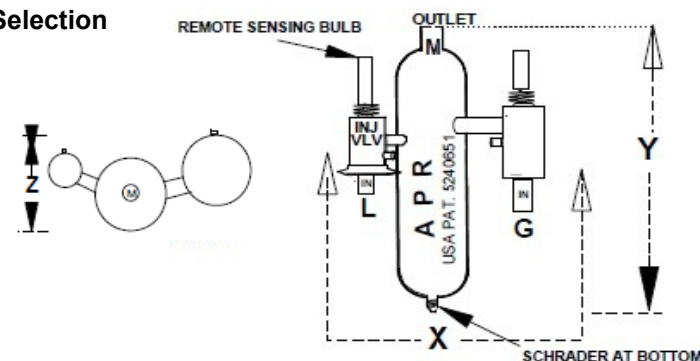 Selection
REMOTE SENSING BULB
OUTLET
M
INJ
VLV
IN
L
A P R
USA PAT. 5240651
IN
G
Y
Z
M
X
SCHRADER AT BOTTOM